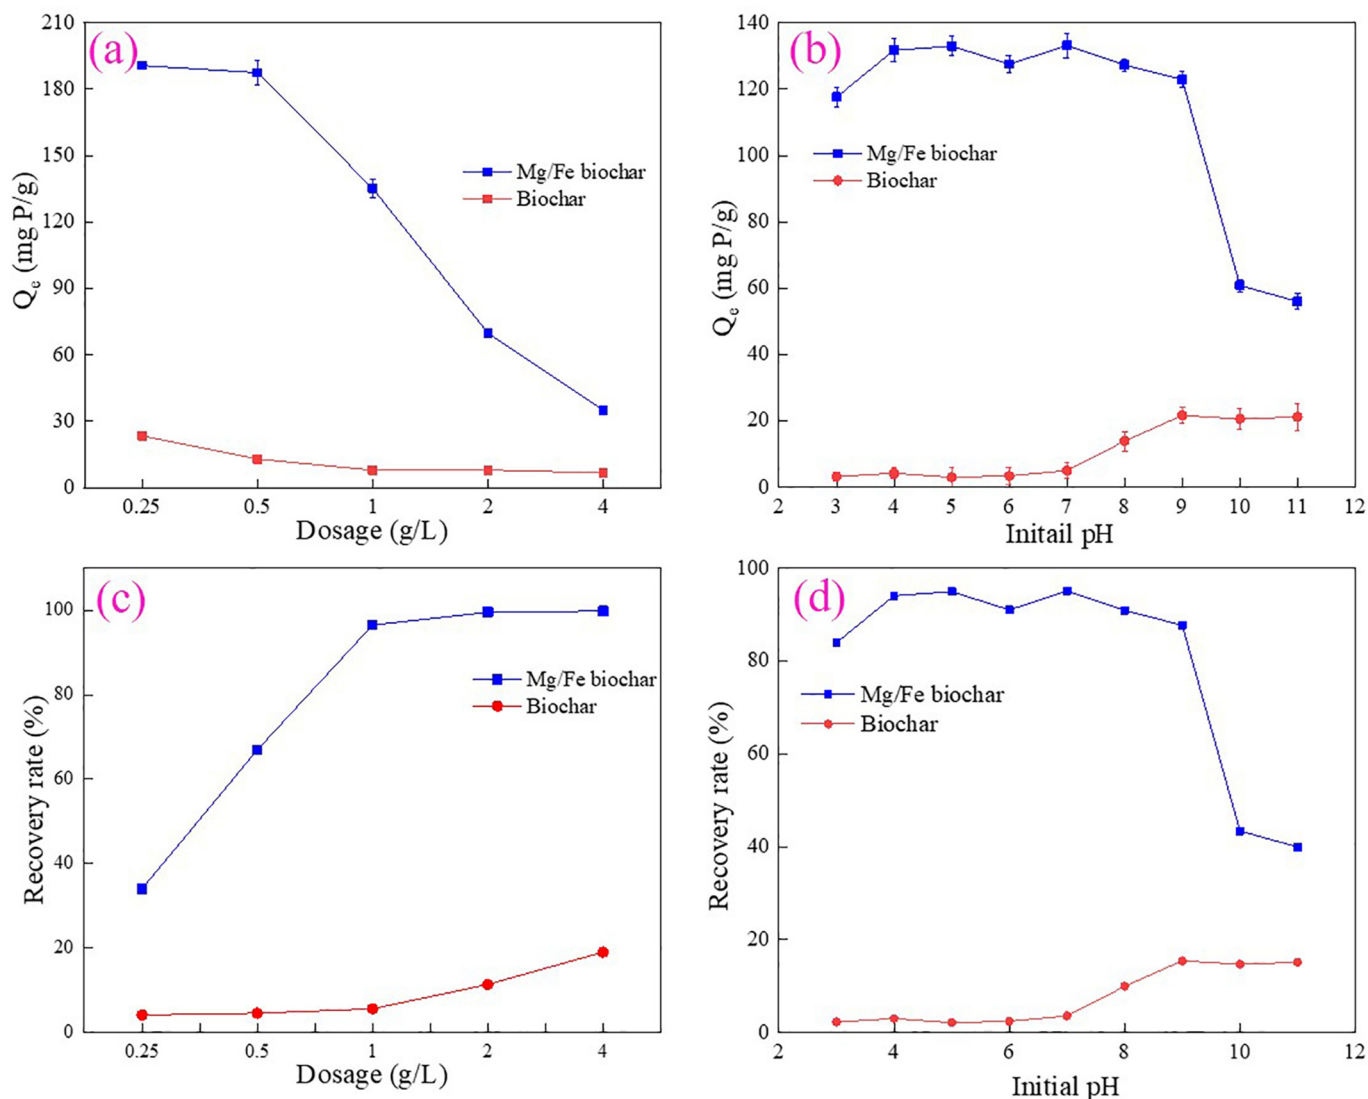 (a)
210
180
150
120
90
60
30
0
Qe (mg P/g)
Mg/Fe biochar
Biochar
0.25 0.5 1 2 4
Dosage (g/L)
(b)
140
120
100
80
60
40
20
0
Qe (mg P/g)
Mg/Fe biochar
Biochar
2 3 4 5 6 7 8 9 10 11 12
Initail pH
(c)
100
80
60
40
20
0
Recovery rate (%)
Mg/Fe biochar
Biochar
0.25 0.5 1 2 4
Dosage (g/L)
(d)
100
80
60
40
20
0
Recovery rate (%)
Mg/Fe biochar
Biochar
2 4 6 8 10 12
Initial pH